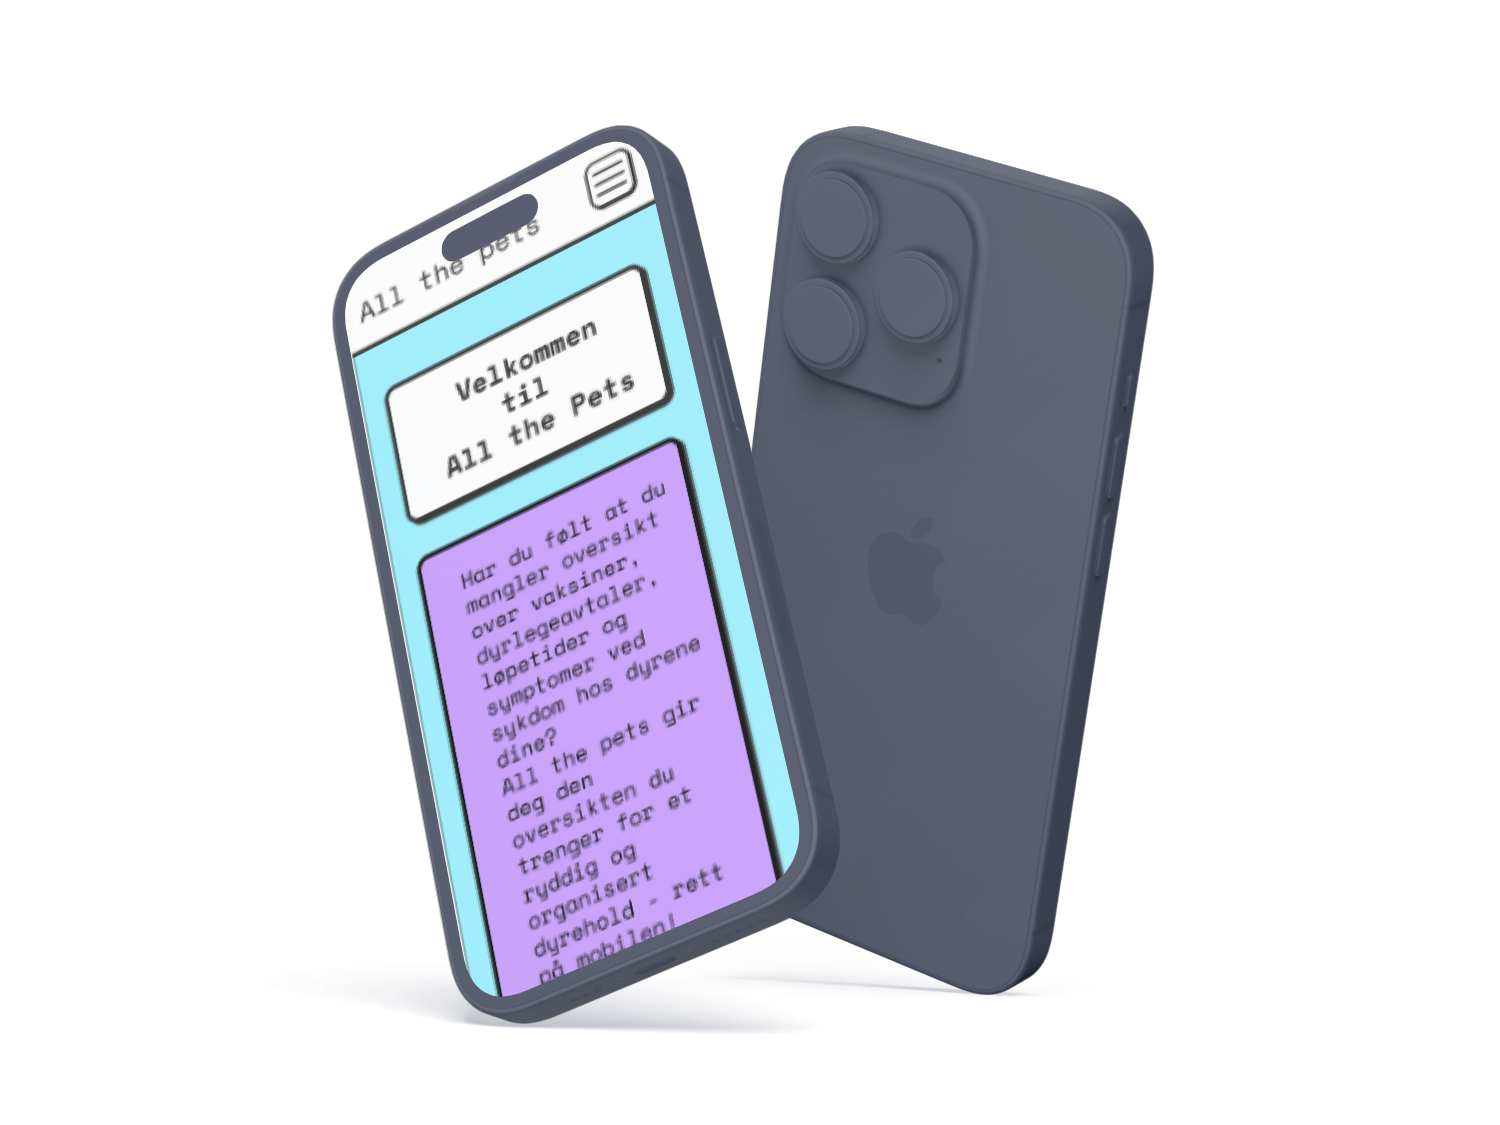 All the pets
Velkommen
til
All the Pets
Har du følt at du
mangler oversikt
over vaksiner,
dyrlegeavtaler,
løpetider og
symptomer ved
sykdom hos dyrene
dine?
All the pets gir
deg den
oversikten du
trenger for et
ryddig og
organisert
dyrehold - rett
på mobilen!